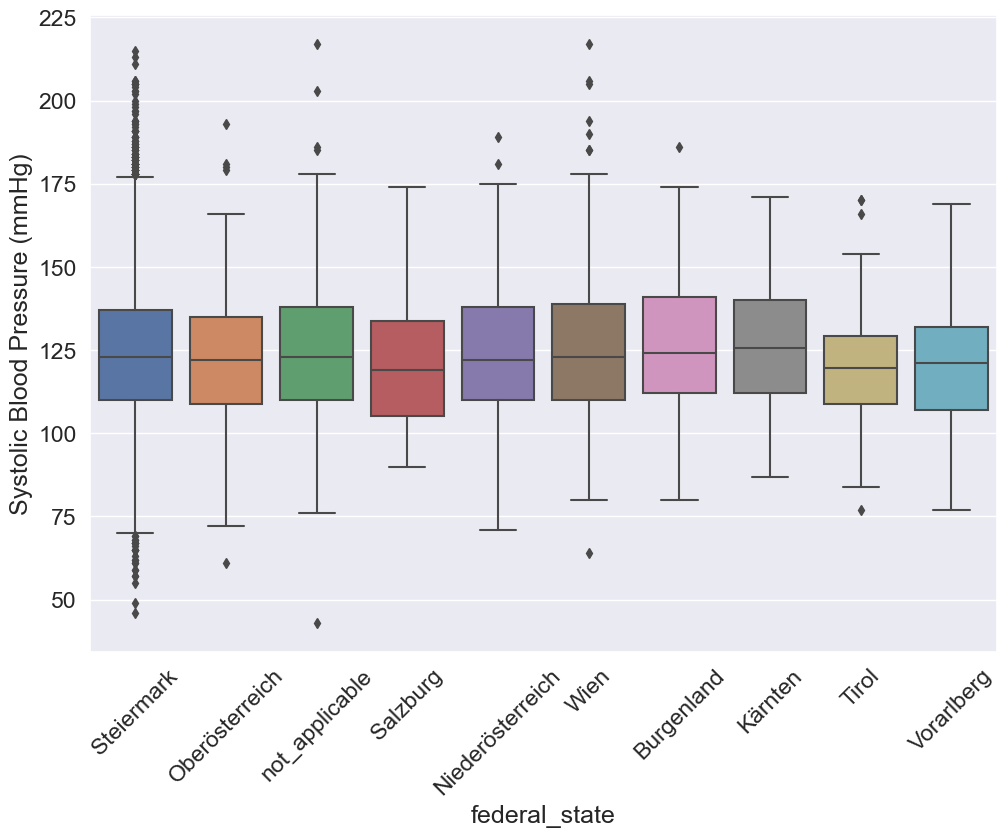 Systolic Blood Pressure (mmHg)
225
200
175
150
125
100
75
50
Steiermark
Oberösterreich
not_applicable
Salzburg
Niederösterreich
Wien
Burgenland
Kärnten
Tirol
Vorarlberg
federal_state